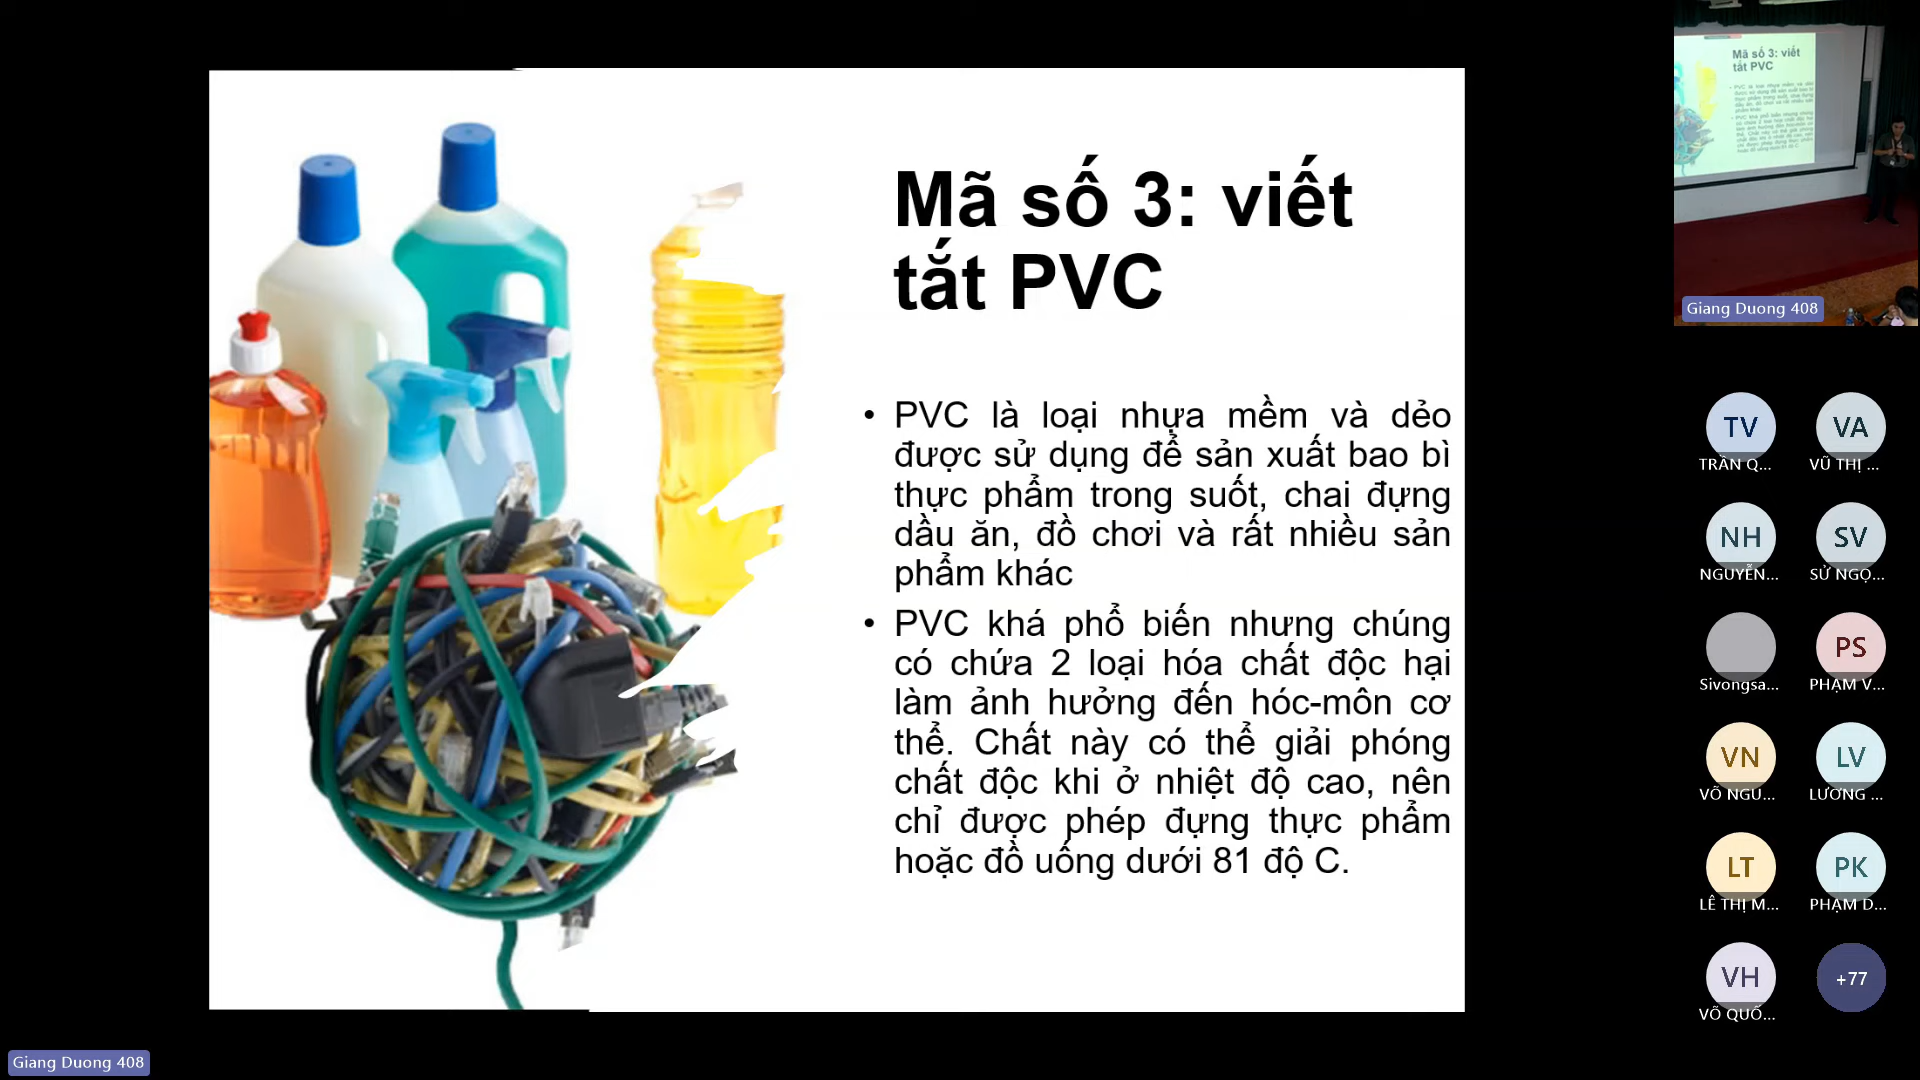 Mã số 3: viết
tắt PVC
• PVC là loại nhựa mềm và dẻo
được sử dụng để sản xuất bao bì
thực phẩm trong suốt, chai đựng
dầu ăn, đồ chơi và rất nhiều sản
phẩm khác
• PVC khá phổ biến nhưng chúng
có chứa 2 loại hóa chất độc hại
làm ảnh hưởng đến hóc-môn cơ
thể. Chất này có thể giải phóng
chất độc khi ở nhiệt độ cao, nên
chỉ được phép đựng thực phẩm
hoặc đồ uống dưới 81 độ C.
Mã số 3: viết
tắt PVC
Giang Duong 408
TV
VA
TRẦN Q...
VŨ THỊ ...
NH
SV
NGUYỄN...
SỬ NGỌ...
PS
Sivongsa...
PHẠM V...
VN
LV
VÕ NGU...
LƯƠNG ...
LT
PK
LÊ THỊ M...
PHẠM D...
VH
+77
VÕ QUỐ...
Giang Duong 408